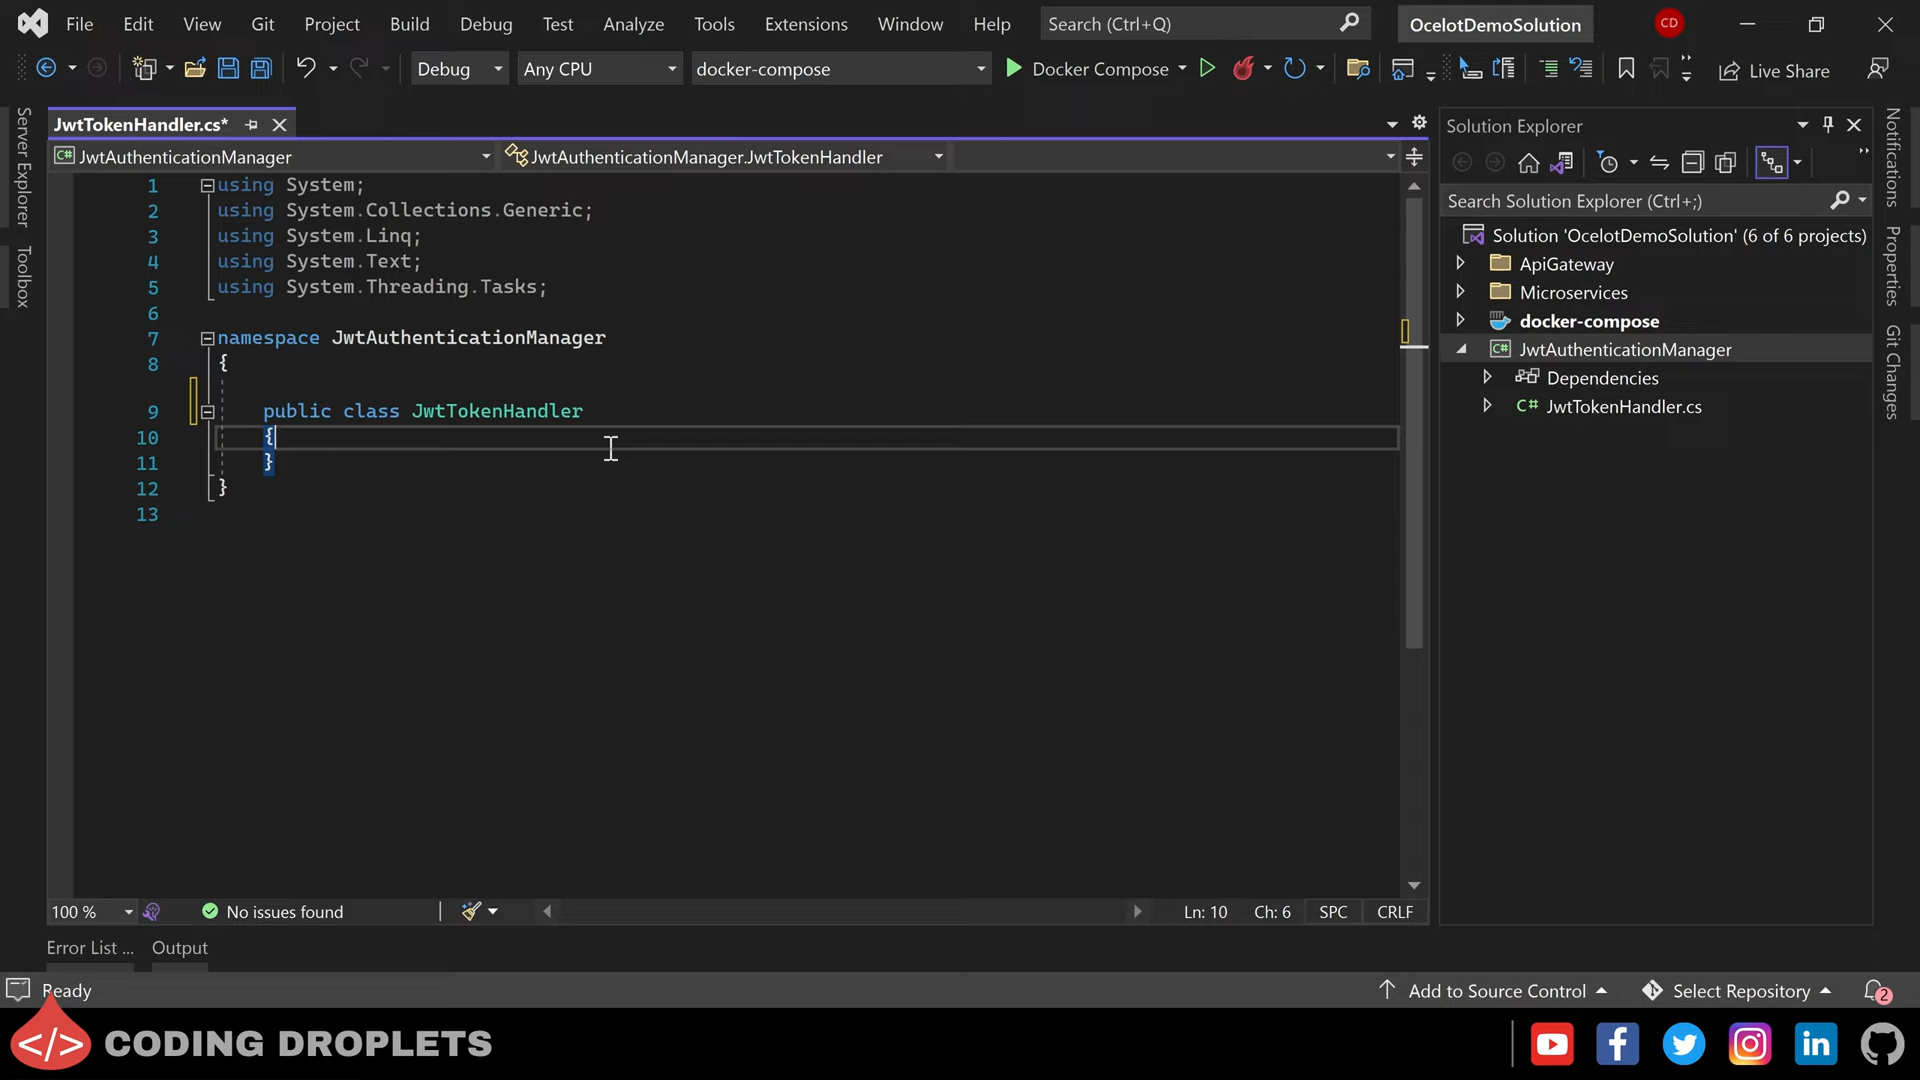 File Edit View Git Project Build Debug Test Analyze Tools Extensions Window Help Search (Ctrl+Q) OcelotDemoSolution CD
Debug Any CPU docker-compose Docker Compose Live Share
JwtTokenHandler.cs*
JwtAuthenticationManager JwtAuthenticationManager.JwtTokenHandler
1 using System;
2 using System.Collections.Generic;
3 using System.Linq;
4 using System.Text;
5 using System.Threading.Tasks;
6
7 namespace JwtAuthenticationManager
8 {
9 public class JwtTokenHandler
10 {
11 }
12 }
13
100 % No issues found Ln: 10 Ch: 6 SPC CRLF
Error List ... Output
Server Explorer
Toolbox
Solution Explorer
Search Solution Explorer (Ctrl+;)
Solution 'OcelotDemoSolution' (6 of 6 projects)
ApiGateway
Microservices
docker-compose
C# JwtAuthenticationManager
Dependencies
C# JwtTokenHandler.cs
Notifications
Properties
Git Changes
Ready Add to Source Control Select Repository 2
</> CODING DROPLETS in